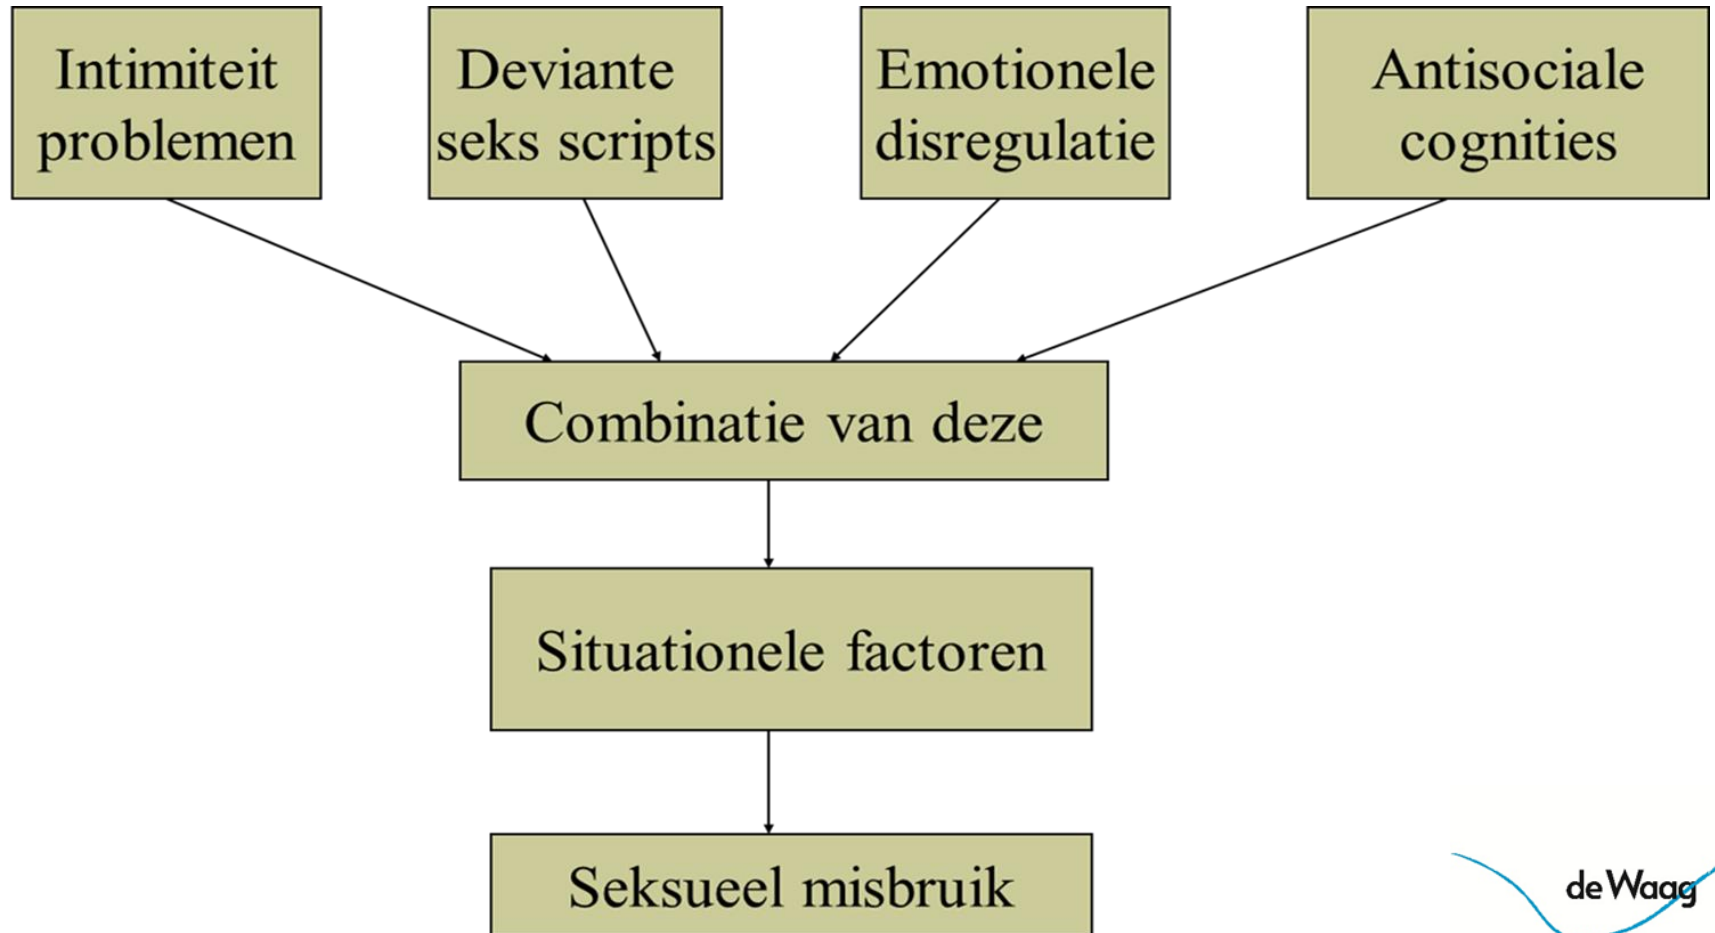 Intimiteit
problemen
Deviante
seks scripts
Emotionele
disregulatie
Antisociale
cognities
Combinatie van deze
Situationele factoren
Seksueel misbruik
de Waag